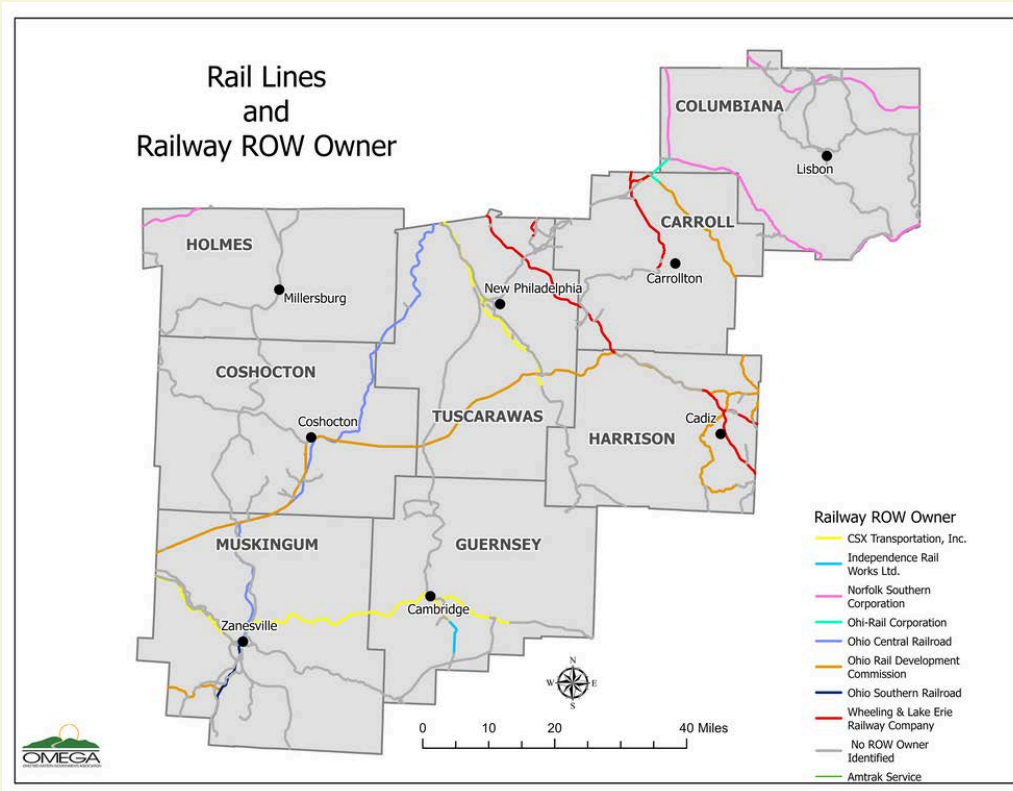 Rail Lines
and
Railway ROW Owner
COLUMBIANA
Lisbon
HOLMES
Millersburg
CARROLL
Carrollton
New Philadelphia
COSHOCTON
Coshocton
TUSCARAWAS
HARRISON
Cadiz
MUSKINGUM
Zanesville
GUERNSEY
Cambridge
N
W
E
S
0
10
20
40 Miles
Railway ROW Owner
CSX Transportation, Inc.
Independence Rail
Works Ltd.
Norfolk Southern
Corporation
Ohi-Rail Corporation
Ohio Central Railroad
Ohio Rail Development
Commission
Ohio Southern Railroad
Wheeling & Lake Erie
Railway Company
No ROW Owner
Identified
Amtrak Service
OMEGA